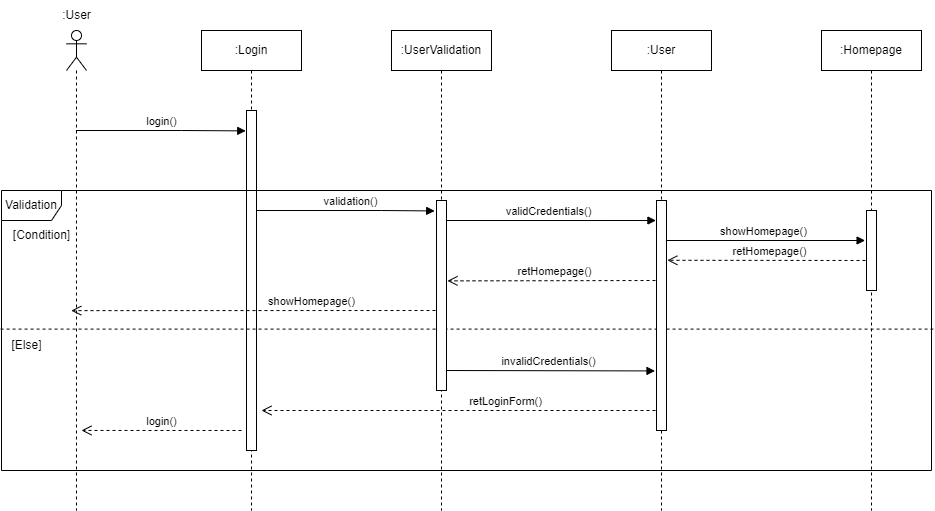 :User
:Login
:UserValidation
:User
:Homepage
login()
Validation
validation()
validCredentials()
[Condition]
showHomepage()
retHomepage()
retHomepage()
showHomepage()
[Else]
invalidCredentials()
retLoginForm()
login()